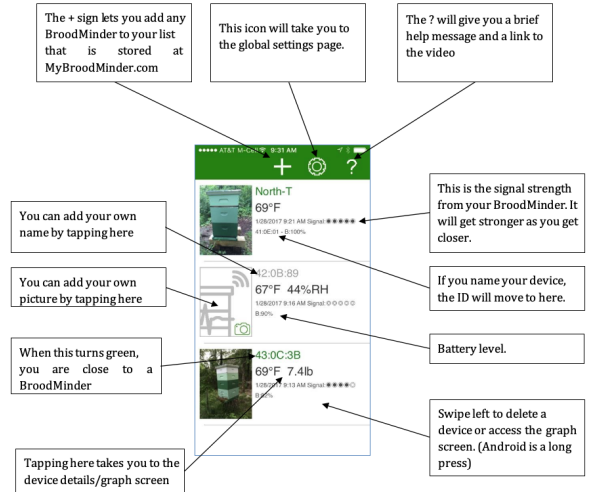 The + sign lets you add any
BroodMinder to your list
that is stored at
MyBroodMinder.com
This icon will take you to
the global settings page.
The ? will give you a brief
help message and a link to
the video
AT&T M-Cell 9:31 AM
+ ?
North-T
69°F
1/28/2017 9:21 AM Signal:
41:0E:01 - B:100%
This is the signal strength
from your BroodMinder. It
will get stronger as you get
closer.
You can add your own
name by tapping here
42:0B:89
67°F 44%RH
1/28/2017 9:16 AM Signal:
B:90%
If you name your device,
the ID will move to here.
You can add your own
picture by tapping here
Battery level.
When this turns green,
you are close to a
BroodMinder
43:0C:3B
69°F 7.4lb
1/28/2017 9:13 AM Signal:
Swipe left to delete a
device or access the graph
screen. (Android is a long
press)
Tapping here takes you to the
device details/graph screen